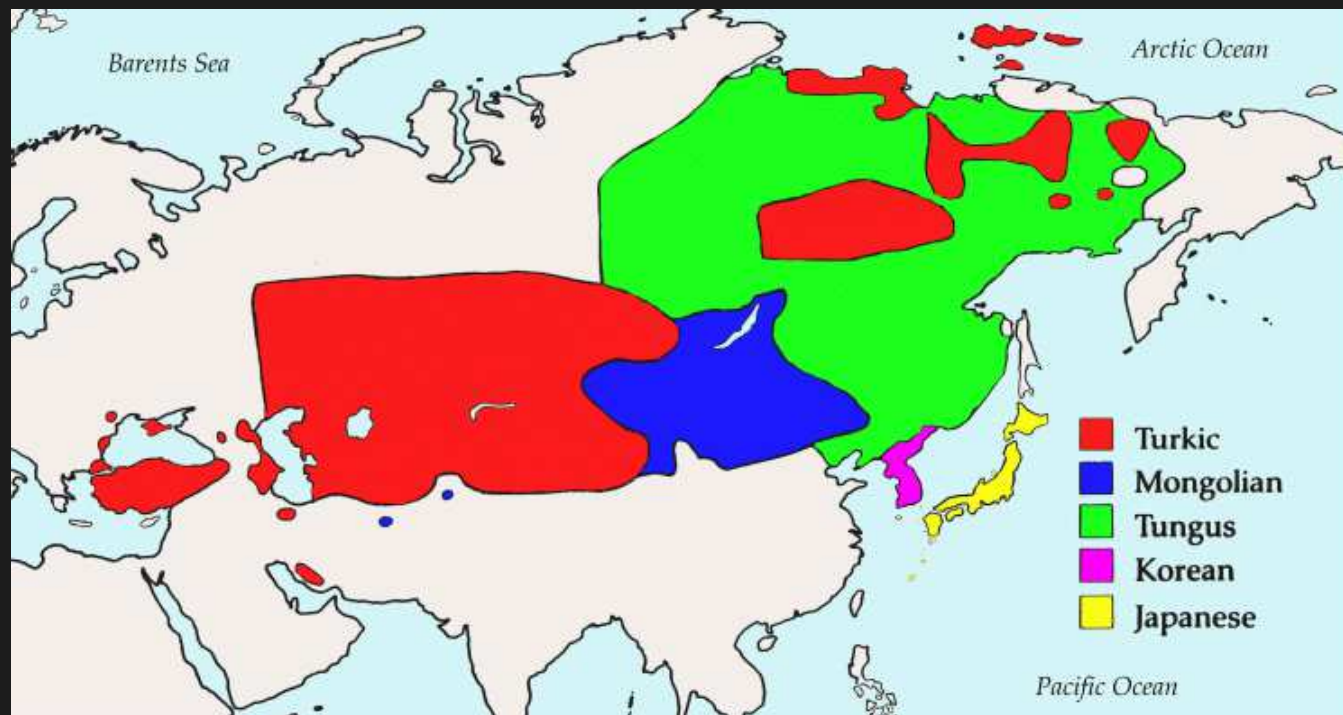 Barents Sea
Arctic Ocean
Turkic
Mongolian
Tungus
Korean
Japanese
Pacific Ocean